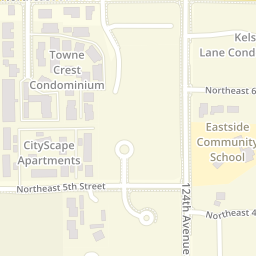 Towne
Crest
Condominium
Kels
Lane Cond
Northeast 6
Eastside
Community
School
CityScape
Apartments
Northeast 5th Street
124th Avenue
Northeast 4